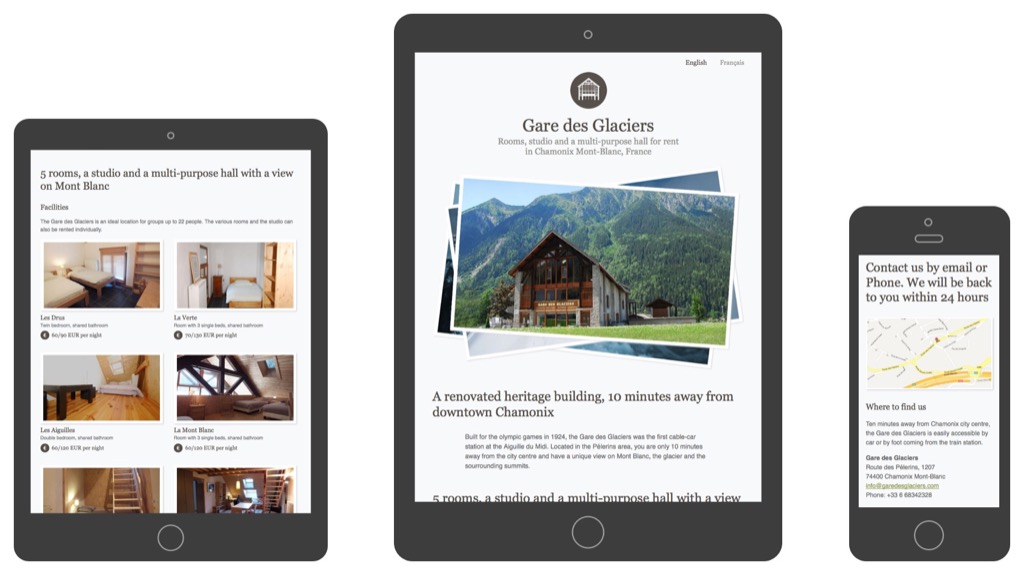 5 rooms, a studio and a multi-purpose hall with a view
on Mont Blanc
Facilities
The Gare des Glaciers is an ideal location for groups up to 22 people. The various rooms and the studio can
also be rented individually.
Les Drus
Twin bedroom, shared bathroom
€ 60/90 EUR per night
La Verte
Room with 3 single beds, shared bathroom
€ 70/130 EUR per night
Les Aiguilles
Double bedroom, shared bathroom
€ 60/120 EUR per night
La Mont Blanc
Room with 3 single beds, shared bathroom
€ 60/120 EUR per night
English Français
Gare des Glaciers
Rooms, studio and a multi-purpose hall for rent
in Chamonix Mont-Blanc, France
GARE DES GLACIERS
A renovated heritage building, 10 minutes away from
downtown Chamonix
Built for the olympic games in 1924, the Gare des Glaciers was the first cable-car
station at the Aiguille du Midi. Located in the Pélerins area, you are only 10 minutes
away from the city centre and have a unique view on Mont Blanc, the glacier and the
sourrounding summits.
5 rooms, a studio and a multi-purpose hall with a view
Contact us by email or
Phone. We will be back
to you within 24 hours
Where to find us
Ten minutes away from Chamonix city centre,
the Gare des Glaciers is easily accessible by
car or by foot coming from the train station.
Gare des Glaciers
Route des Pélerins, 1207
74400 Chamonix Mont-Blanc
info@garedesglaciers.com
Phone: +33 6 68342328